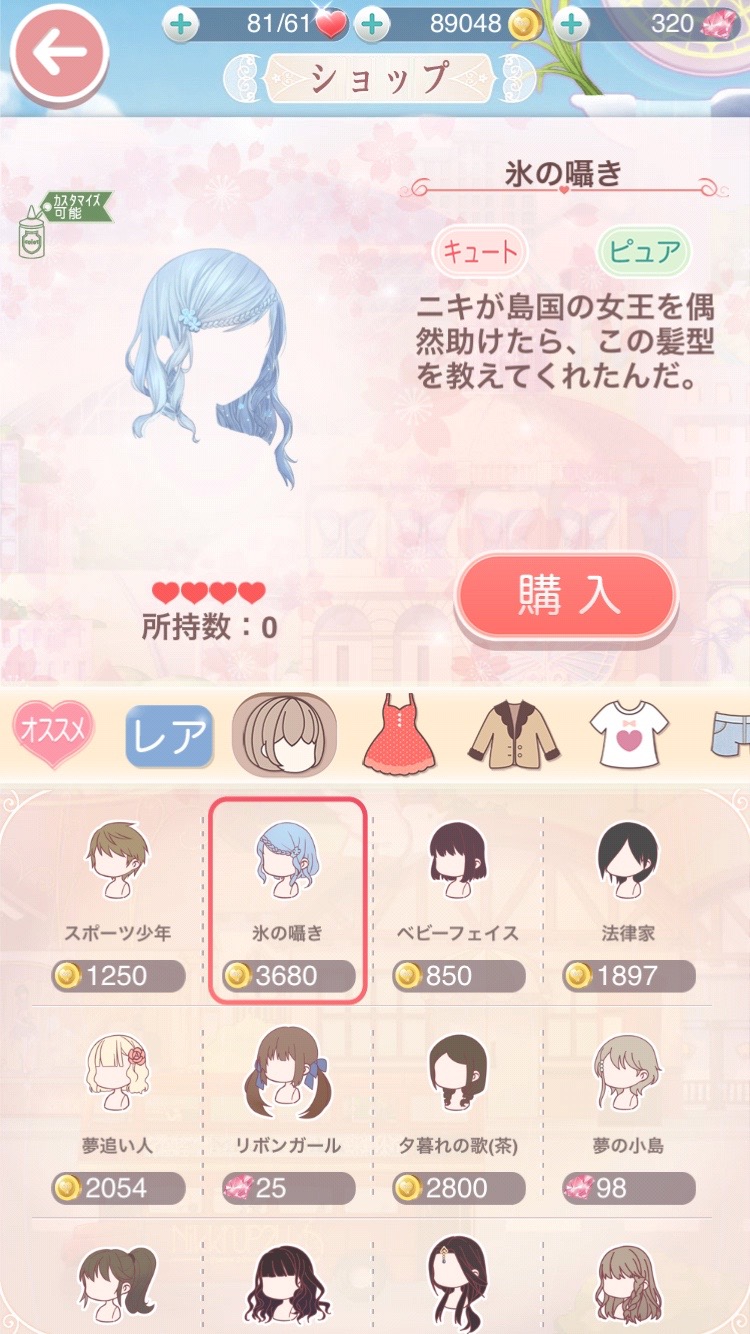 81/61
89048
320
ショップ
氷の囁き
カスタマイズ
可能
キュート
ピュア
ニキが島国の女王を偶
然助けたら、この髪型
を教えてくれたんだ。
所持数：0
購入
オススメ
レア
スポーツ少年
氷の囁き
ベビーフェイス
法律家
1250
3680
850
1897
夢追い人
リボンガール
夕暮れの歌(茶)
夢の小島
2054
25
2800
98